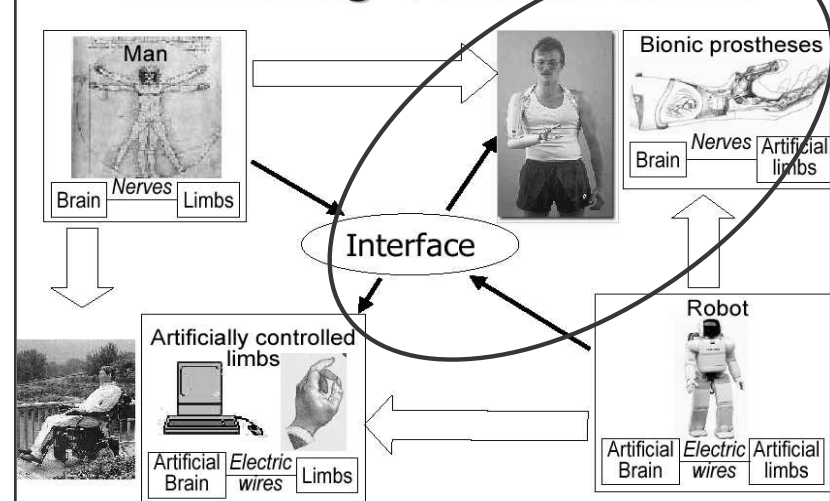 Man
Nerves
Brain
Limbs
Bionic prostheses
Nerves
Brain
Artificial
limbs
Interface
Artificially controlled
limbs
Artificial
Brain
Electric
wires
Limbs
Robot
Artificial
Brain
Electric
wires
Artificial
limbs